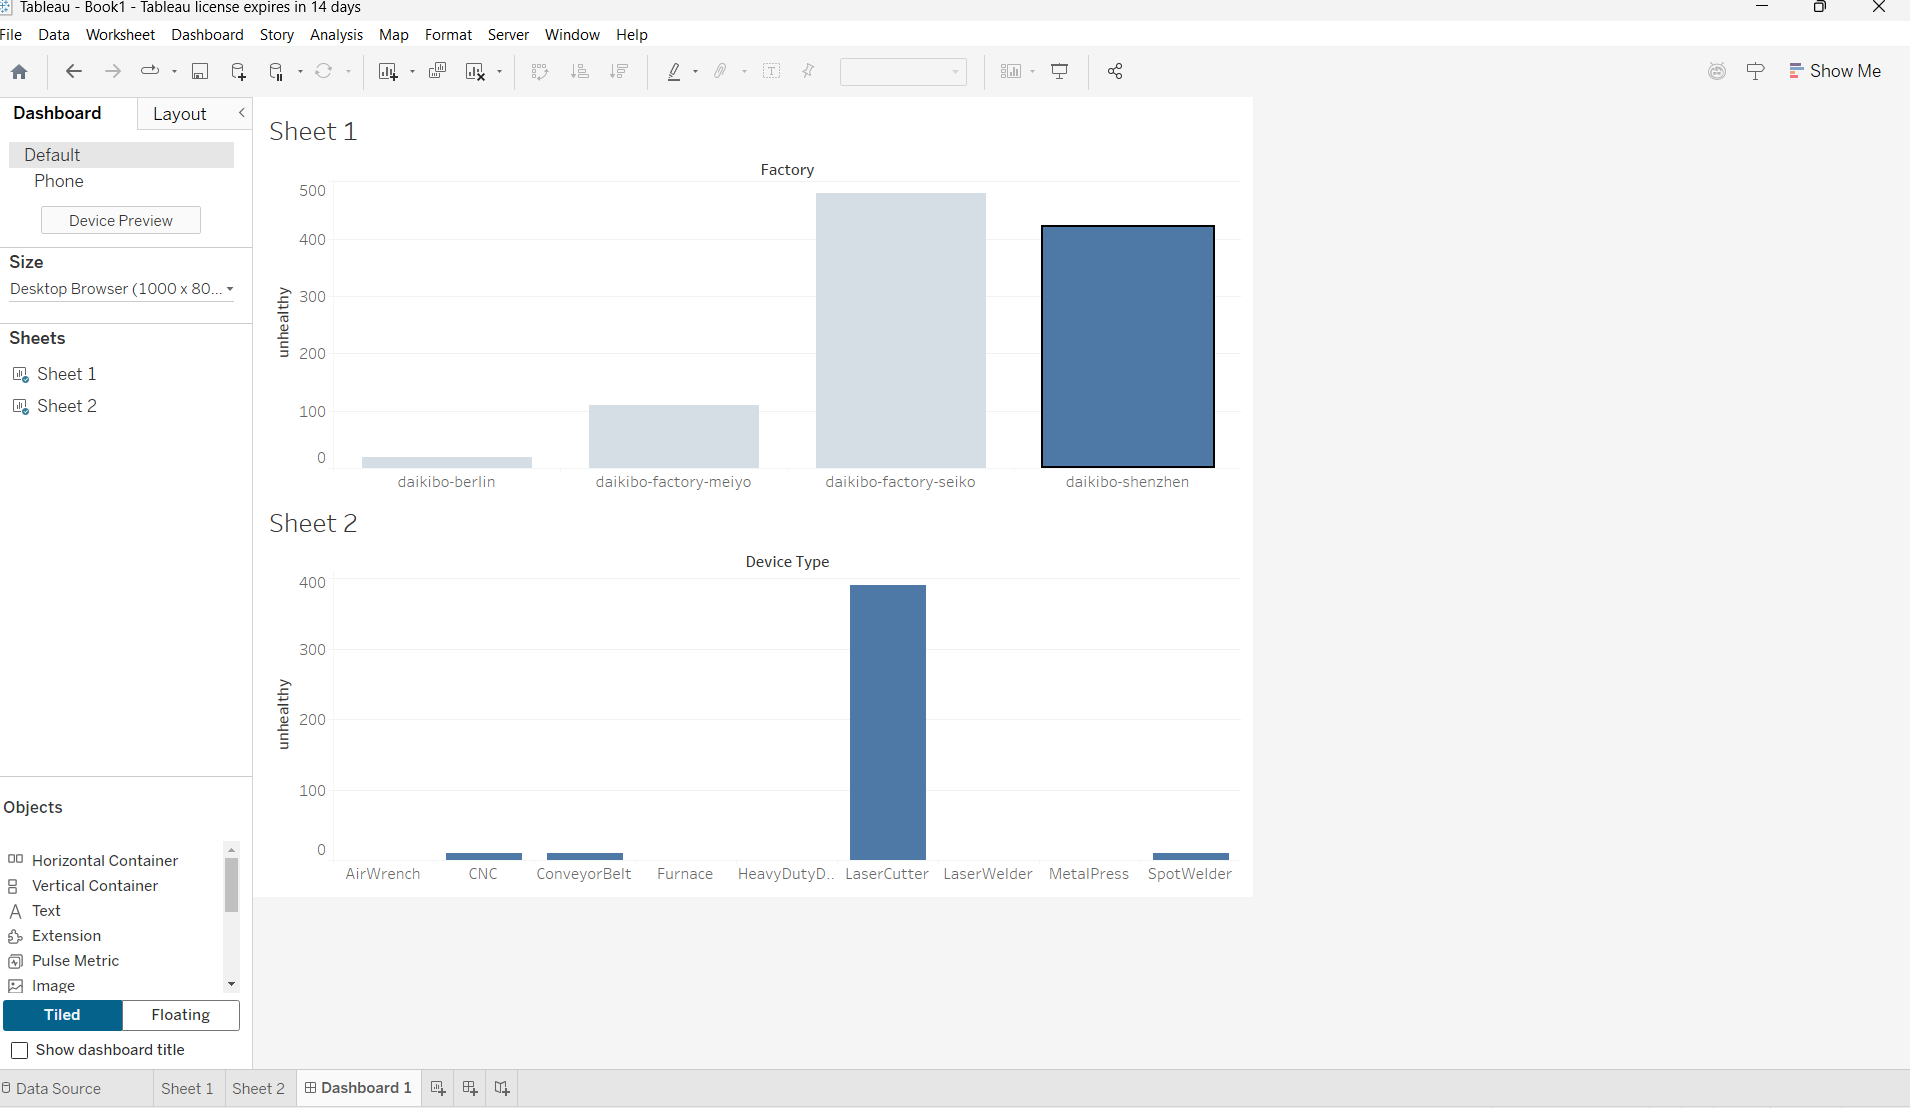 Tableau - Book1 - Tableau license expires in 14 days
File Data Worksheet Dashboard Story Analysis Map Format Server Window Help
Show Me
Dashboard Layout
Default
Phone
Device Preview
Size
Desktop Browser (1000 x 80...
Sheets
Sheet 1
Sheet 2
Objects
Horizontal Container
Vertical Container
Text
Extension
Pulse Metric
Image
Tiled Floating
Show dashboard title
Sheet 1
Factory
500
400
300
200
100
0
unhealthy
daikibo-berlin daikibo-factory-meiyo daikibo-factory-seiko daikibo-shenzhen
Sheet 2
Device Type
400
300
200
100
0
unhealthy
AirWrench CNC ConveyorBelt Furnace HeavyDutyD.. LaserCutter LaserWelder MetalPress SpotWelder
Data Source Sheet 1 Sheet 2 Dashboard 1